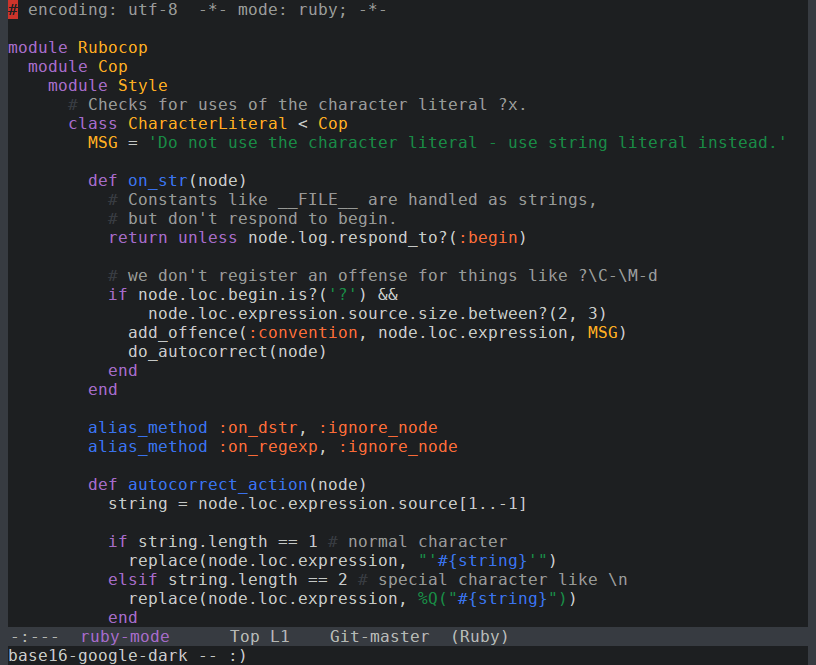 # encoding: utf-8  -*- mode: ruby; -*-
module Rubocop
  module Cop
    module Style
      # Checks for uses of the character literal ?x.
      class CharacterLiteral < Cop
        MSG = 'Do not use the character literal - use string literal instead.'
        def on_str(node)
          # Constants like __FILE__ are handled as strings,
          # but don't respond to begin.
          return unless node.log.respond_to?(:begin)
          # we don't register an offense for things like ?\C-\M-d
          if node.loc.begin.is?('?') &&
              node.loc.expression.source.size.between?(2, 3)
            add_offence(:convention, node.loc.expression, MSG)
            do_autocorrect(node)
          end
        end
        alias_method :on_dstr, :ignore_node
        alias_method :on_regexp, :ignore_node
        def autocorrect_action(node)
          string = node.loc.expression.source[1..-1]
          if string.length == 1 # normal character
            replace(node.loc.expression, "'#{string}'")
          elsif string.length == 2 # special character like \n
            replace(node.loc.expression, %Q("#{string}"))
          end
-:---  ruby-mode      Top L1    Git-master  (Ruby)
base16-google-dark -- :)